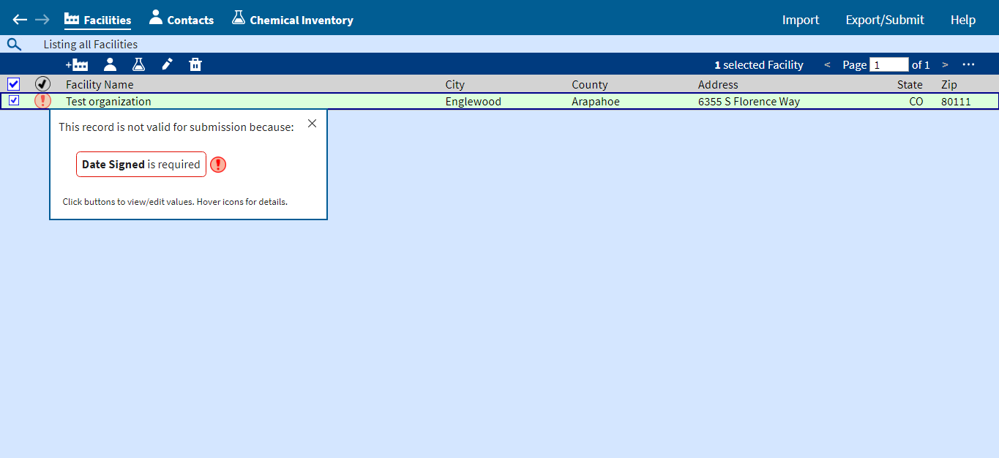 Facilities Contacts Chemical Inventory Import Export/Submit Help
Listing all Facilities
+ 1 selected Facility < Page 1 of 1 > ...
Facility Name City County Address State Zip
Test organization Englewood Arapahoe 6355 S Florence Way CO 80111
This record is not valid for submission because:
Date Signed is required
Click buttons to view/edit values. Hover icons for details.